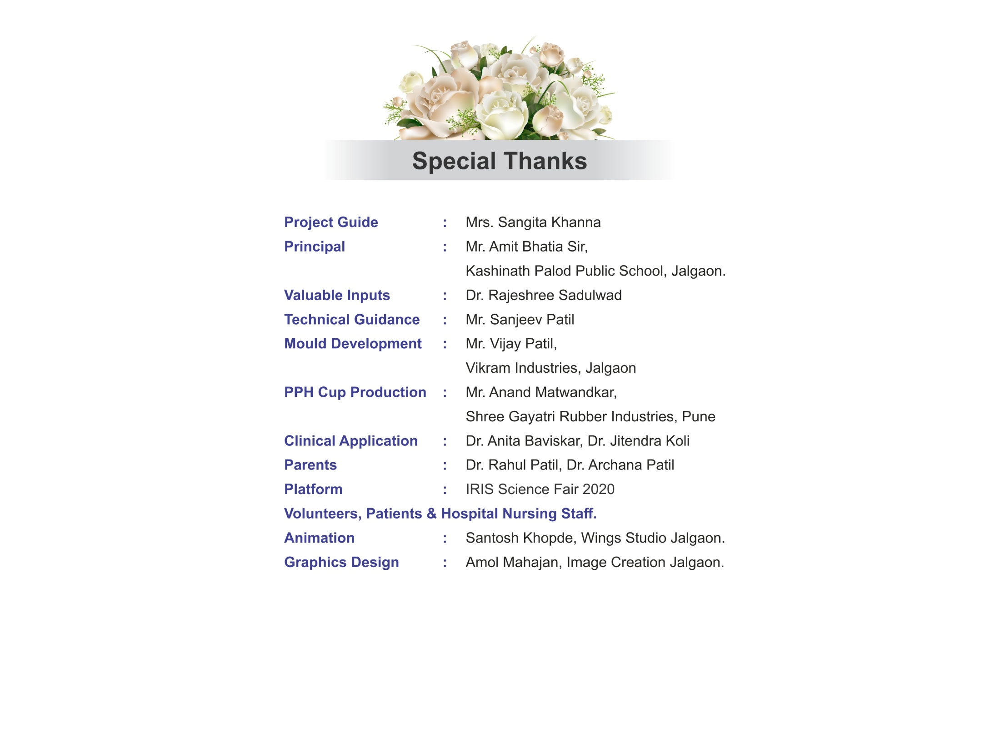 Special Thanks
Project Guide : Mrs. Sangita Khanna
Principal : Mr. Amit Bhatia Sir,
Kashinath Palod Public School, Jalgaon.
Valuable Inputs : Dr. Rajeshree Sadulwad
Technical Guidance : Mr. Sanjeev Patil
Mould Development : Mr. Vijay Patil,
Vikram Industries, Jalgaon
PPH Cup Production : Mr. Anand Matwandkar,
Shree Gayatri Rubber Industries, Pune
Clinical Application : Dr. Anita Baviskar, Dr. Jitendra Koli
Parents : Dr. Rahul Patil, Dr. Archana Patil
Platform : IRIS Science Fair 2020
Volunteers, Patients & Hospital Nursing Staff.
Animation : Santosh Khopde, Wings Studio Jalgaon.
Graphics Design : Amol Mahajan, Image Creation Jalgaon.